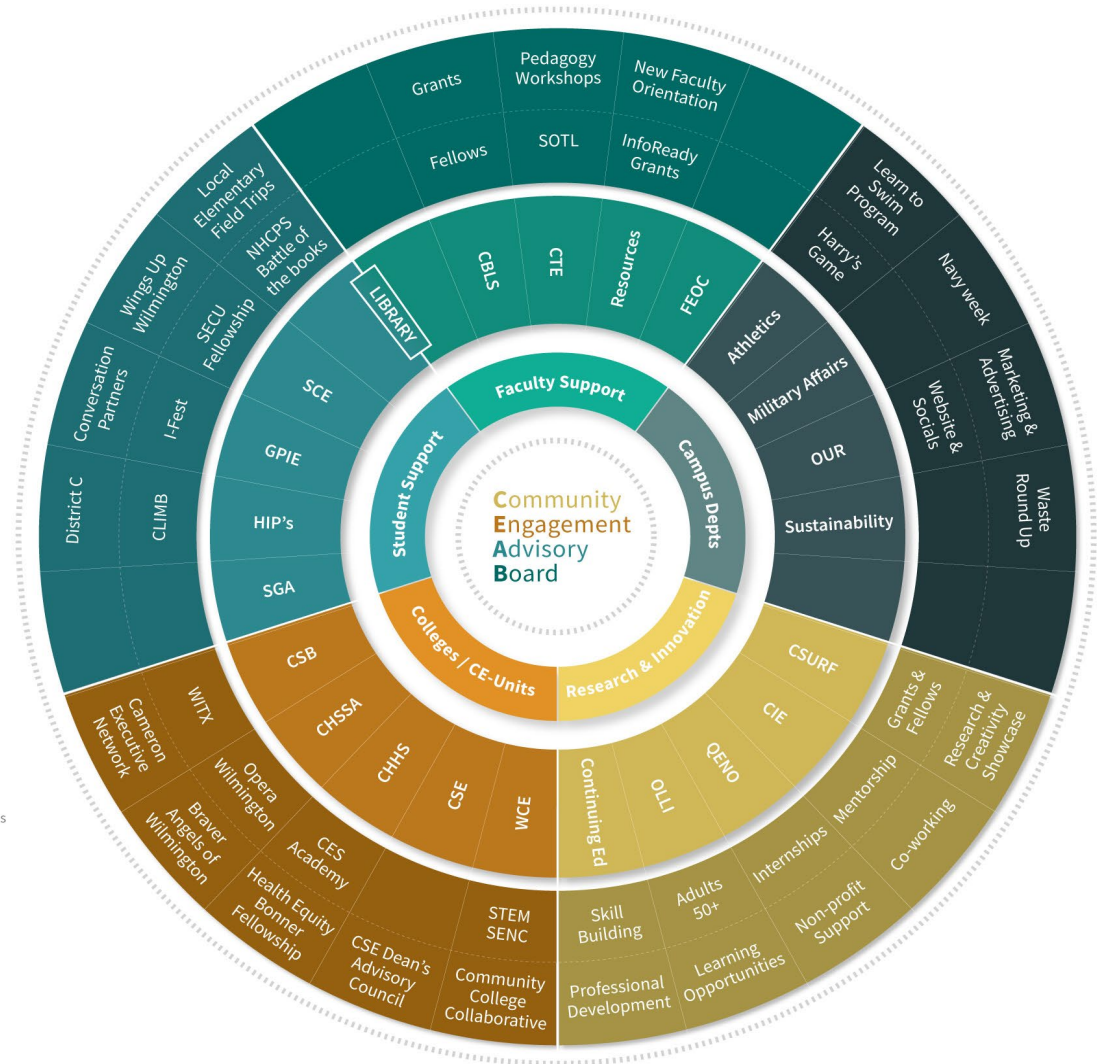 Community
Engagement
Advisory
Board
Faculty Support
Campus Depts
Research & Innovation
Colleges / CE-Units
Student Support
LIBRARY
CBLS
CTE
Resources
FEOC
Grants
Pedagogy
Workshops
New Faculty
Orientation
Fellows
SOTL
InfoReady
Grants
Athletics
Military Affairs
OUR
Sustainability
Learn to
Swim
Program
Harry's
Game
Navy week
Marketing &
Advertising
Website &
Socials
Waste
Round Up
CSURF
CIE
QENO
OLLI
Continuing Ed
Grants &
Fellows
Research &
Creativity
Showcase
Mentorship
Co-working
Internships
Non-profit
Support
Adults
50+
Learning
Opportunities
Skill
Building
Professional
Development
WCE
CSE
CHHS
CHSSA
CSB
STEM
SENC
Community
College
Collaborative
CSE Dean's
Advisory
Council
CES
Academy
Health Equity
Bonner
Fellowship
Opera
Wilmington
Braver
Angels of
Wilmington
WITX
Cameron
Executive
Network
SGA
HIP's
GPIE
SCE
CLIMB
District C
I-Fest
Conversation
Partners
SECU
Fellowship
Wings Up
Wilmington
NHCPS
Battle of
the books
Local
Elementary
Field Trips
s